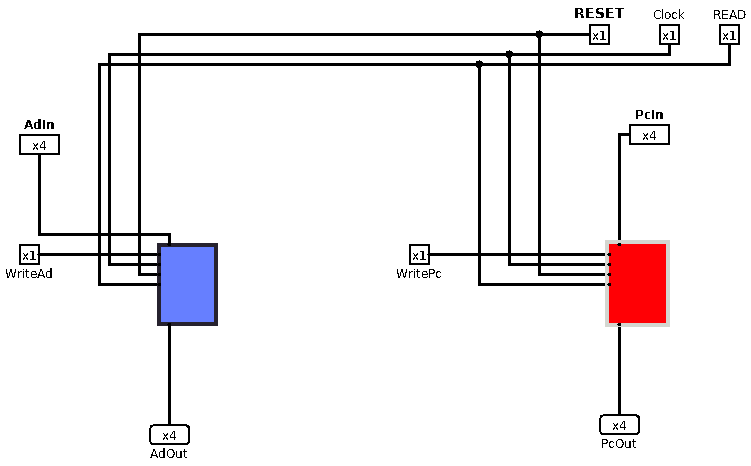 RESET
Clock
READ
x1
x1
x1
AdIn
x4
PcIn
x4
x1
WriteAd
x1
WritePc
x4
AdOut
x4
PcOut